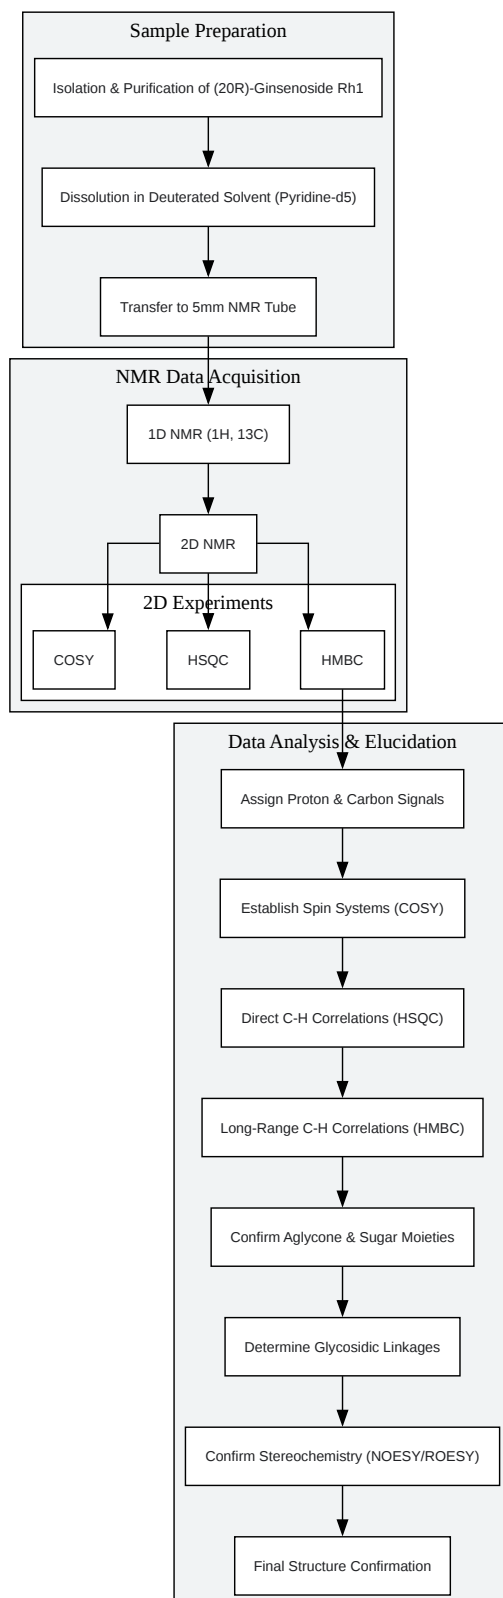 Sample Preparation
Isolation & Purification of (20R)-Ginsenoside Rh1
Dissolution in Deuterated Solvent (Pyridine-d5)
Transfer to 5mm NMR Tube
NMR Data Acquisition
1D NMR (1H, 13C)
2D NMR
2D Experiments
COSY
HSQC
HMBC
Data Analysis & Elucidation
Assign Proton & Carbon Signals
Establish Spin Systems (COSY)
Direct C-H Correlations (HSQC)
Long-Range C-H Correlations (HMBC)
Confirm Aglycone & Sugar Moieties
Determine Glycosidic Linkages
Confirm Stereochemistry (NOESY/ROESY)
Final Structure Confirmation